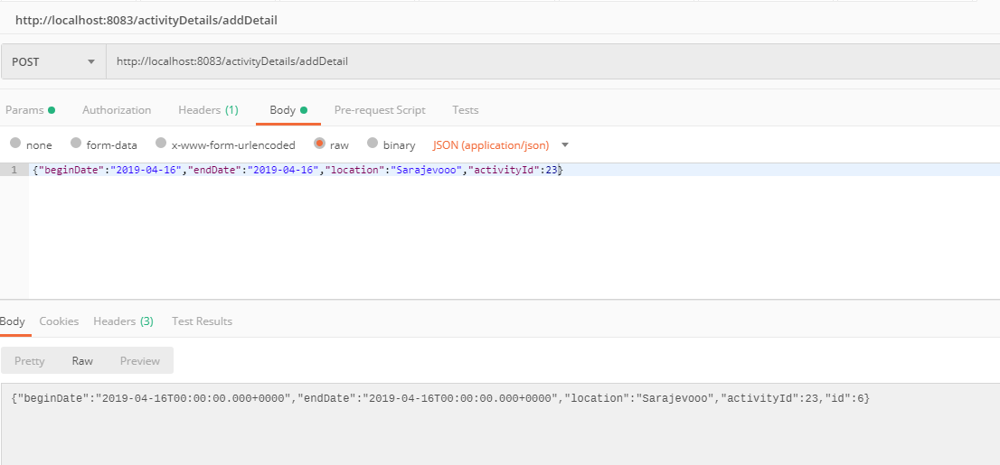 http://localhost:8083/activityDetails/addDetail
POST http://localhost:8083/activityDetails/addDetail
Params Authorization Headers (1) Body Pre-request Script Tests
none form-data x-www-form-urlencoded raw binary JSON (application/json)
1 {"beginDate":"2019-04-16","endDate":"2019-04-16","location":"Sarajevooo","activityId":23}
Body Cookies Headers (3) Test Results
Pretty Raw Preview
{"beginDate":"2019-04-16T00:00:00.000+0000","endDate":"2019-04-16T00:00:00.000+0000","location":"Sarajevooo","activityId":23,"id":6}